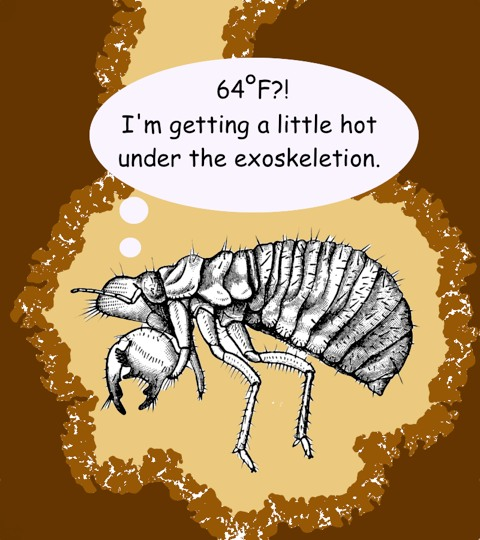 64°F?!
I'm getting a little hot
under the exoskeletion.